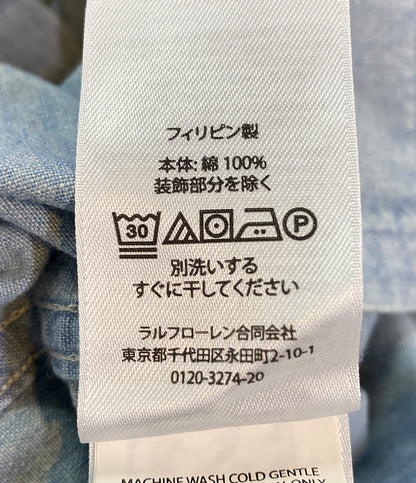 フィリピン製
本体: 綿 100%
装飾部分を除く
30 P
別洗いする
すぐに干してください
ラルフローレン合同会社
東京都千代田区永田町2-10-1
0120-3274-20
MACHINE WASH COLD GENTLE
ONLY